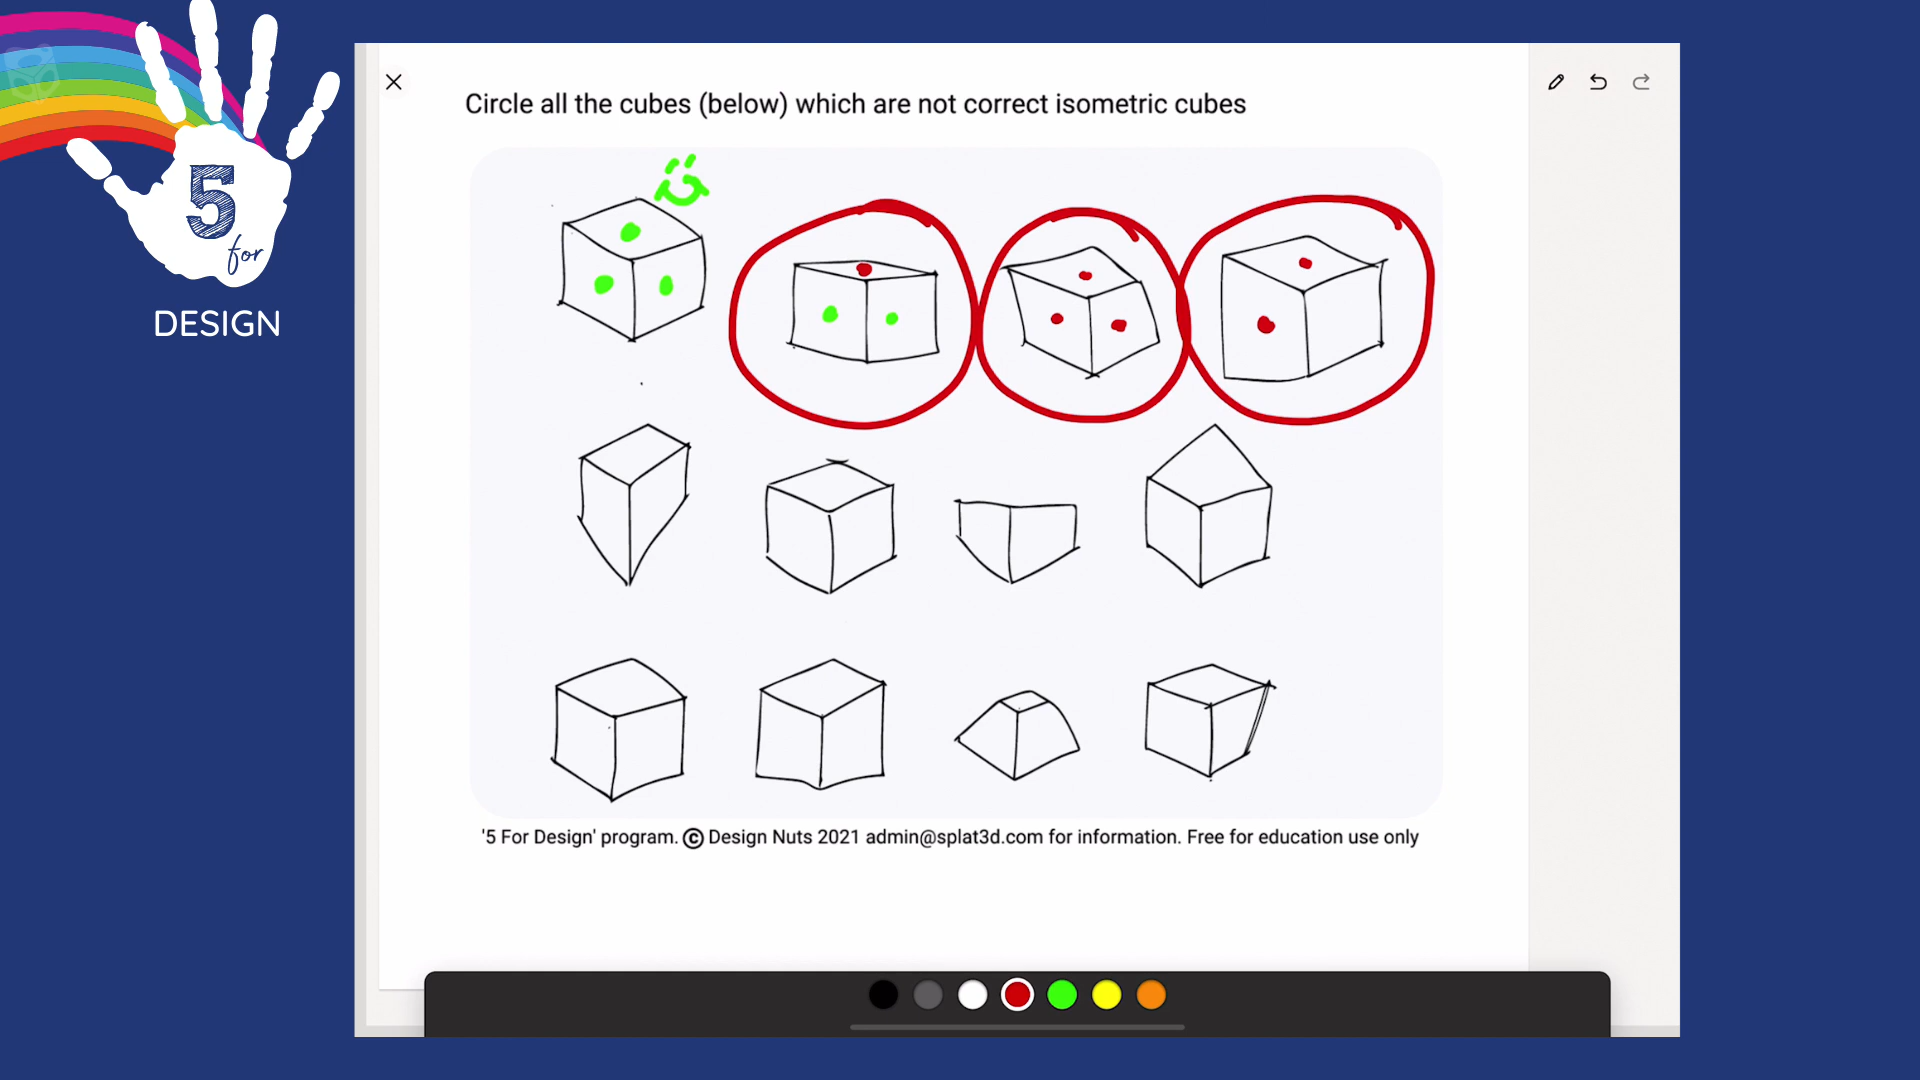 5
for
DESIGN
Circle all the cubes (below) which are not correct isometric cubes
'5 For Design' program. © Design Nuts 2021 admin@splat3d.com for information. Free for education use only